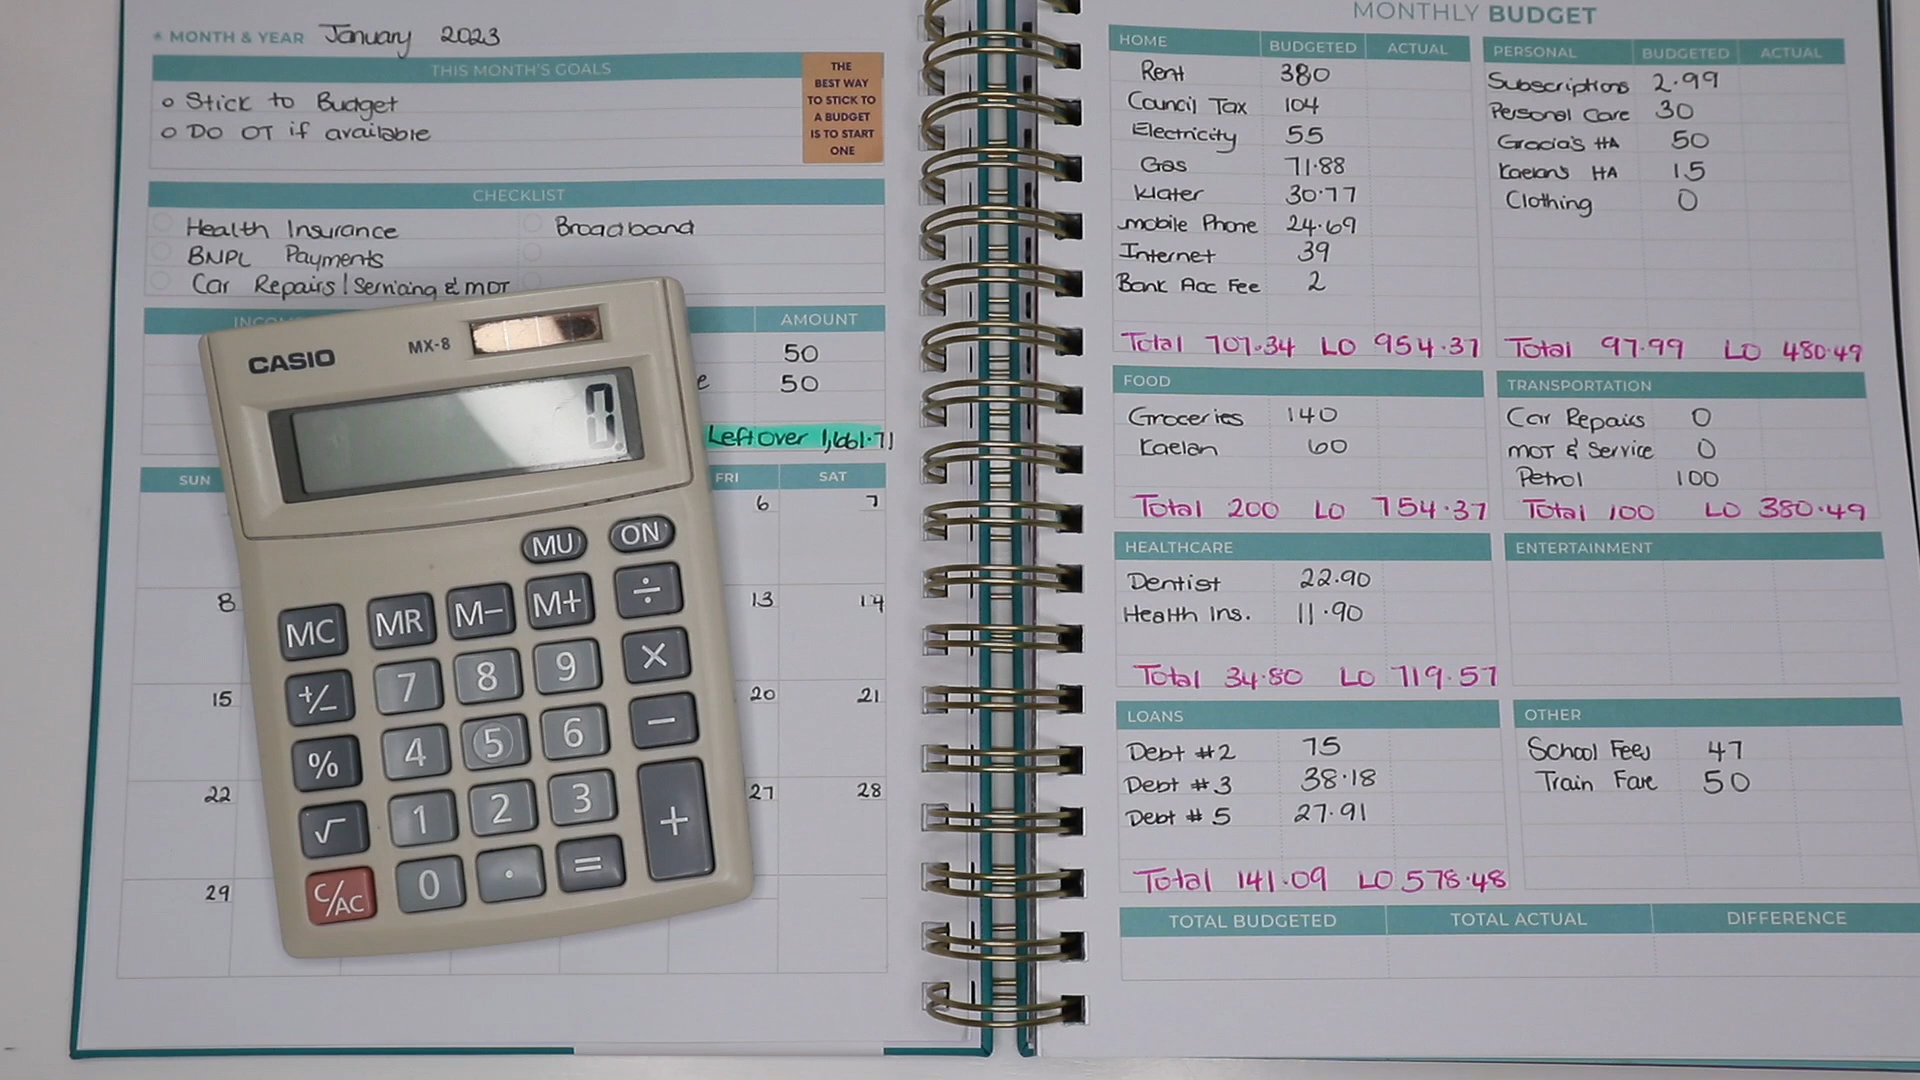 * MONTH & YEAR January 2023
THIS MONTH'S GOALS
o Stick to Budget
o Do OT if available
THE
BEST WAY
TO STICK TO
A BUDGET
IS TO START
ONE
CHECKLIST
Health Insurance Broadband
BNPL Payments
Car Repairs / Servicing & MOT
AMOUNT
50
50
Left Over 1,661.71
SUN FRI SAT
6 7
8 13 14
15 20 21
22 27 28
29
CASIO MX-8
0.
MU ON
MC MR M- M+ ÷
+/- 7 8 9 ×
% 4 5 6 −
√ 1 2 3 +
C/AC 0 · =
MONTHLY BUDGET
HOME BUDGETED ACTUAL
Rent 380
Council Tax 104
Electricity 55
Gas 71.88
Water 30.77
Mobile Phone 24.69
Internet 39
Bank Acc Fee 2
Total 707.34 LO 954.37
PERSONAL BUDGETED ACTUAL
Subscriptions 2.99
Personal Care 30
Gracia's HA 50
Kaelan's HA 15
Clothing 0
Total 97.99 LO 480.49
FOOD
Groceries 140
Kaelan 60
Total 200 LO 754.37
TRANSPORTATION
Car Repairs 0
MOT & Service 0
Petrol 100
Total 100 LO 380.49
HEALTHCARE
Dentist 22.90
Health Ins. 11.90
Total 34.80 LO 719.57
ENTERTAINMENT
LOANS
Debt #2 75
Debt #3 38.18
Debt #5 27.91
Total 141.09 LO 578.48
OTHER
School Fees 47
Train Fare 50
TOTAL BUDGETED TOTAL ACTUAL DIFFERENCE